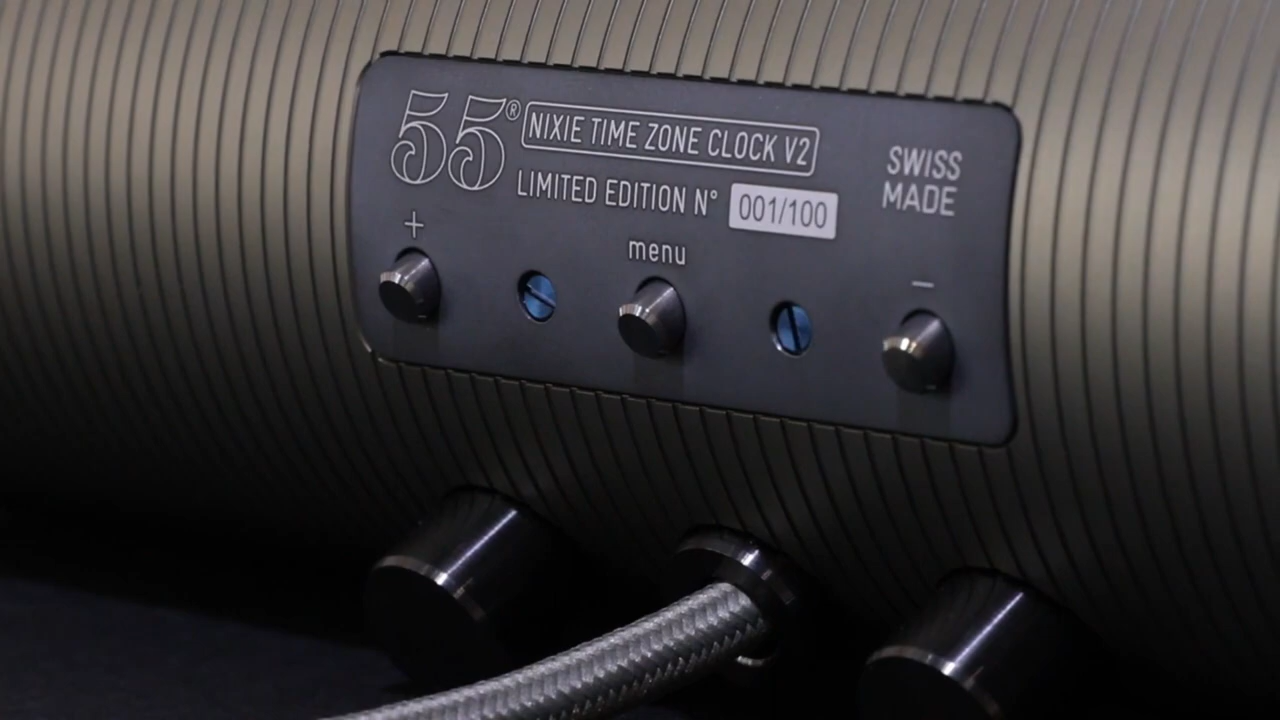 55® NIXIE TIME ZONE CLOCK V2
LIMITED EDITION N° 001/100
SWISS
MADE
+
menu
−